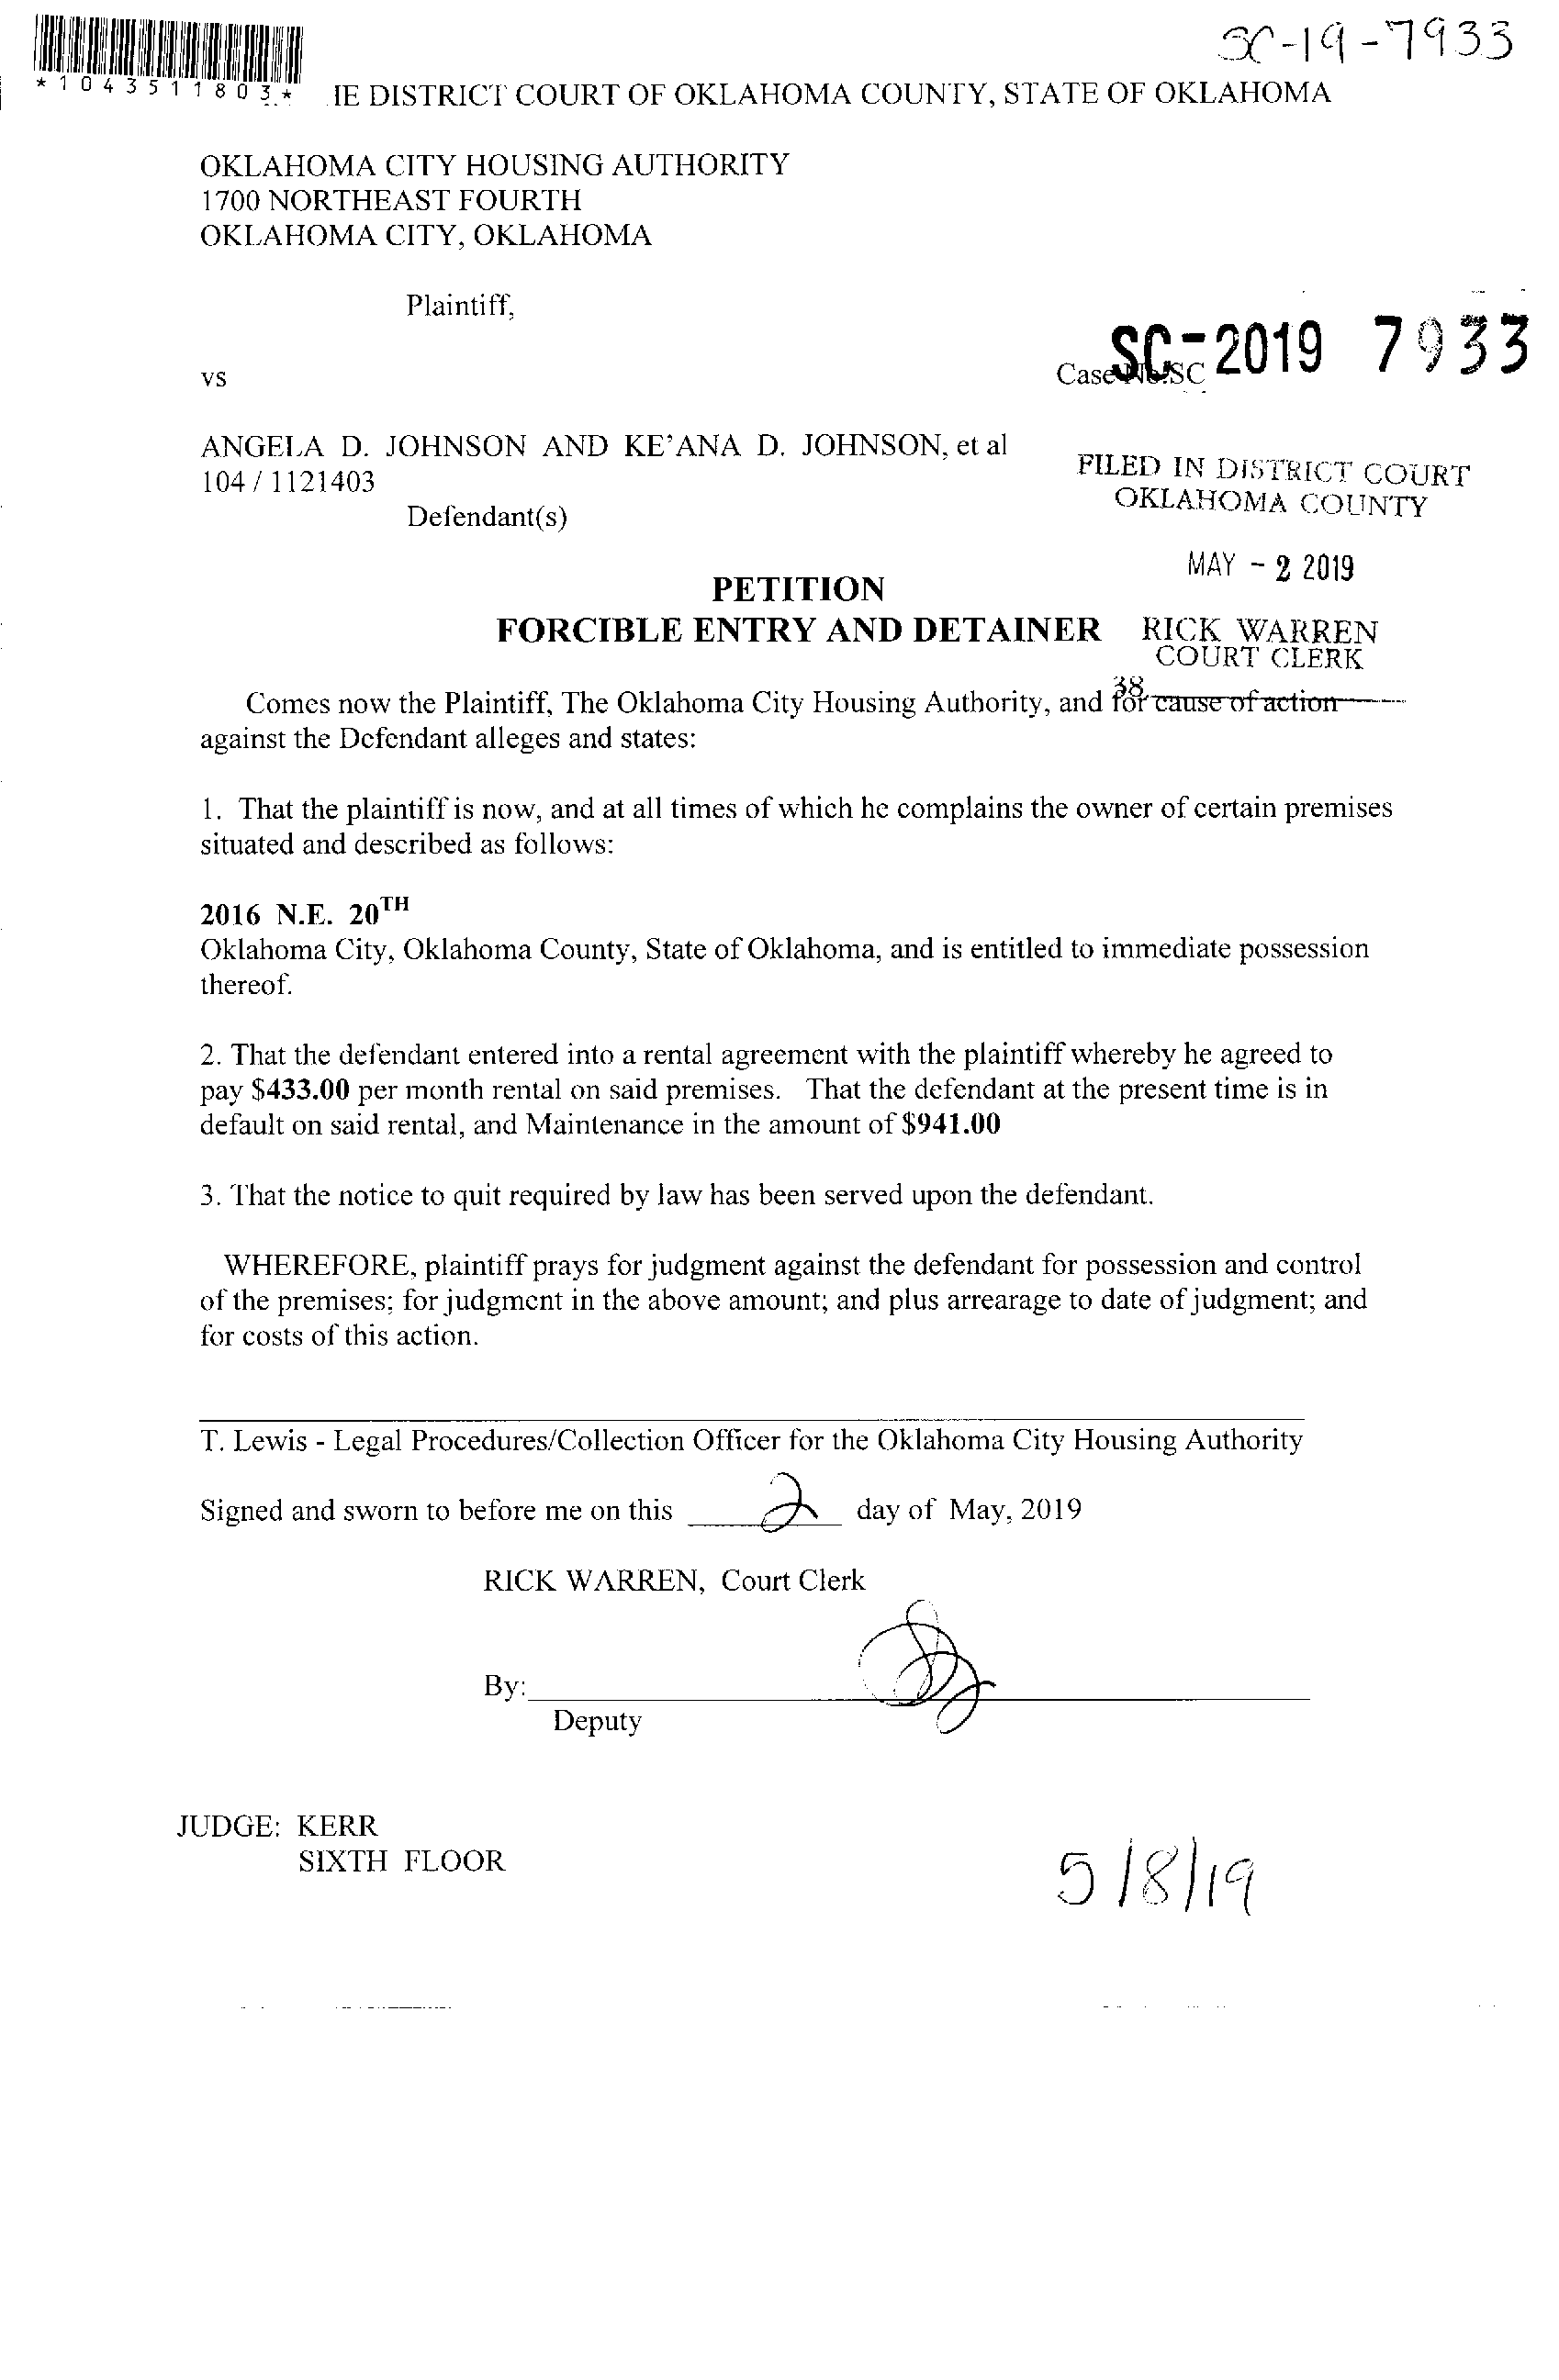 SC-19-7933
*1043511803.*
IE DISTRICT COURT OF OKLAHOMA COUNTY, STATE OF OKLAHOMA
OKLAHOMA CITY HOUSING AUTHORITY
1700 NORTHEAST FOURTH
OKLAHOMA CITY, OKLAHOMA
Plaintiff,
vs
Case No. SC
SC-2019 7933
ANGELA D. JOHNSON AND KE'ANA D. JOHNSON, et al
104 / 1121403
Defendant(s)
FILED IN DISTRICT COURT
OKLAHOMA COUNTY
MAY - 2 2019
RICK WARREN
COURT CLERK
38
PETITION
FORCIBLE ENTRY AND DETAINER
Comes now the Plaintiff, The Oklahoma City Housing Authority, and for cause of action
against the Defendant alleges and states:
1. That the plaintiff is now, and at all times of which he complains the owner of certain premises
situated and described as follows:
2016 N.E. 20TH
Oklahoma City, Oklahoma County, State of Oklahoma, and is entitled to immediate possession
thereof.
2. That the defendant entered into a rental agreement with the plaintiff whereby he agreed to
pay $433.00 per month rental on said premises. That the defendant at the present time is in
default on said rental, and Maintenance in the amount of $941.00
3. That the notice to quit required by law has been served upon the defendant.
WHEREFORE, plaintiff prays for judgment against the defendant for possession and control
of the premises; for judgment in the above amount; and plus arrearage to date of judgment; and
for costs of this action.
T. Lewis - Legal Procedures/Collection Officer for the Oklahoma City Housing Authority
Signed and sworn to before me on this 2 day of May, 2019
RICK WARREN, Court Clerk
By:
Deputy
JUDGE: KERR
SIXTH FLOOR
5/8/19